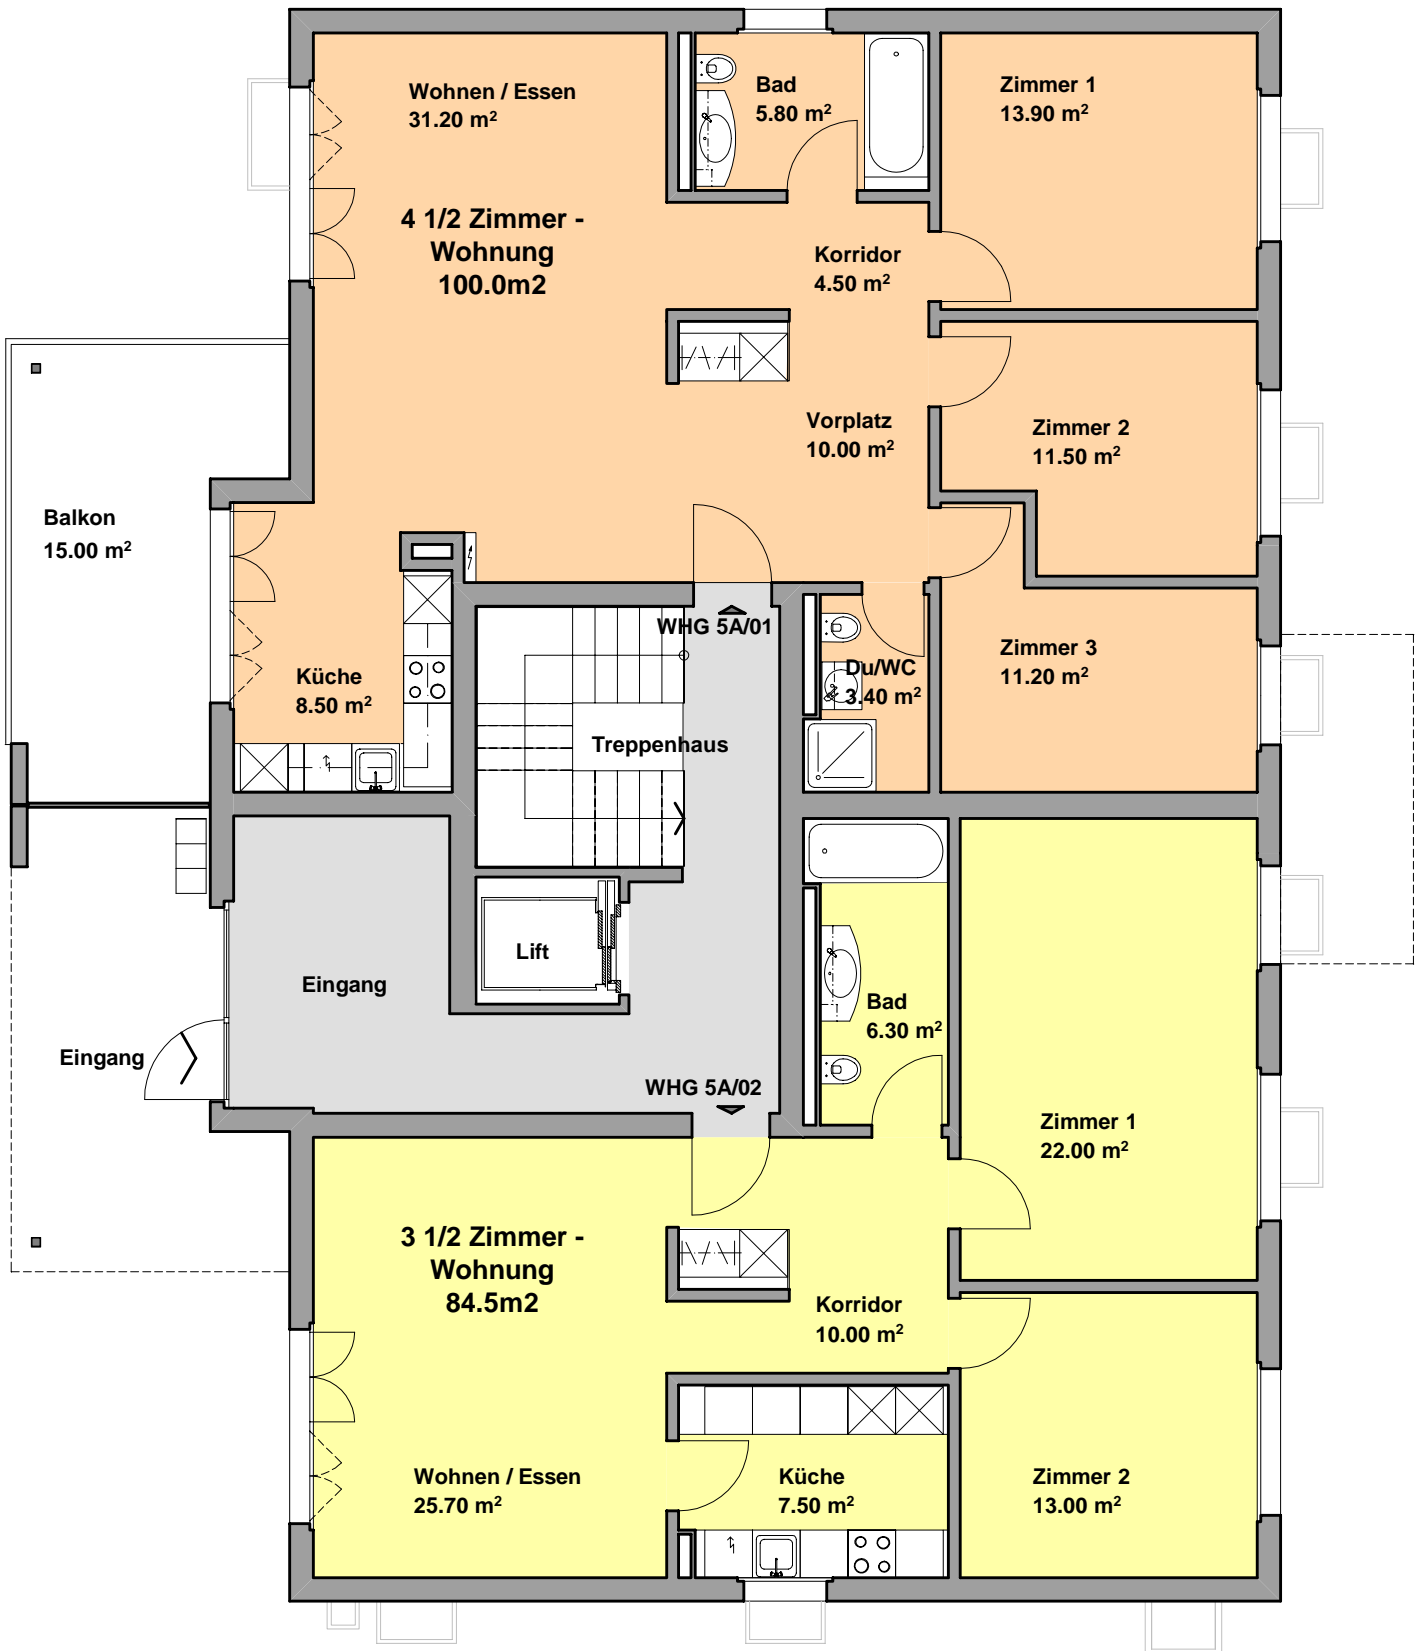 Wohnen / Essen
31.20 m²
Bad
5.80 m²
Zimmer 1
13.90 m²
4 1/2 Zimmer -
Wohnung
100.0m2
Korridor
4.50 m²
Vorplatz
10.00 m²
Zimmer 2
11.50 m²
Balkon
15.00 m²
WHG 5A/01
Küche
8.50 m²
Du/WC
3.40 m²
Zimmer 3
11.20 m²
Treppenhaus
Lift
Eingang
Eingang
Bad
6.30 m²
WHG 5A/02
Zimmer 1
22.00 m²
3 1/2 Zimmer -
Wohnung
84.5m2
Korridor
10.00 m²
Wohnen / Essen
25.70 m²
Küche
7.50 m²
Zimmer 2
13.00 m²